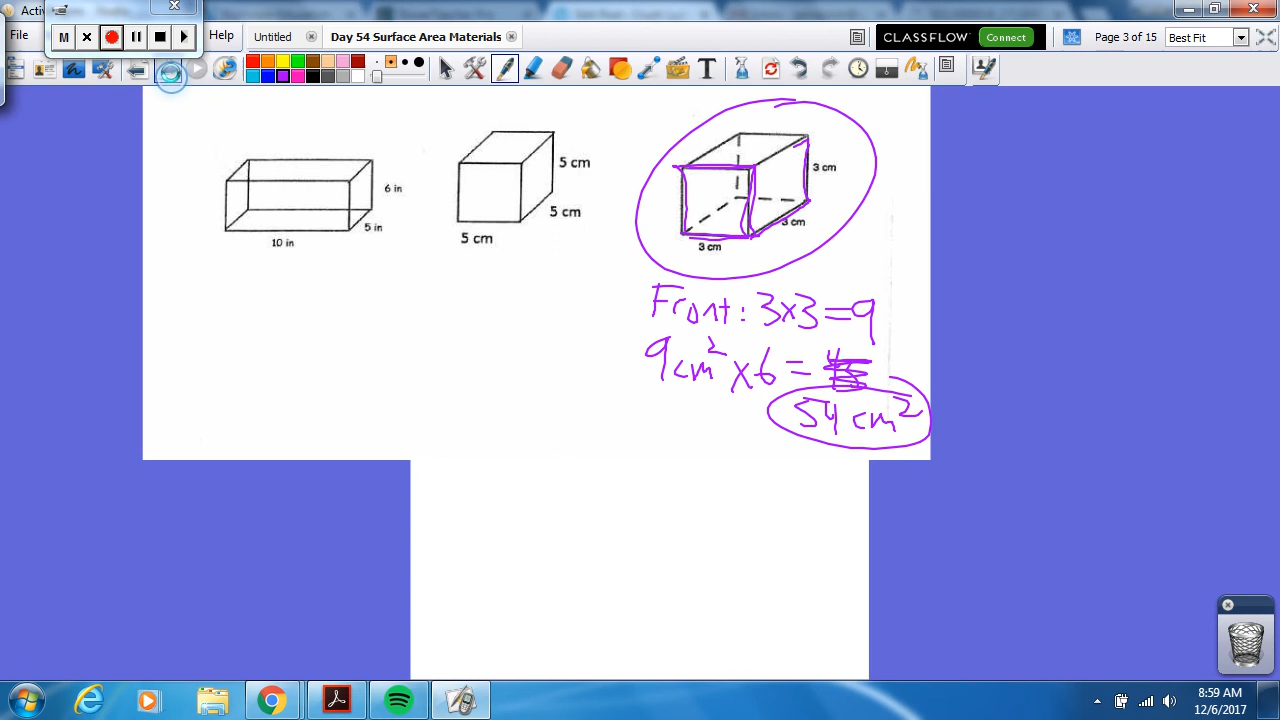 Activ
File
M
Help
Untitled
Day 54 Surface Area Materials
CLASSFLOW
Connect
Page 3 of 15
Best Fit
T
6 in
5 in
10 in
5 cm
5 cm
5 cm
3 cm
3 cm
3 cm
Front: 3x3=9
9cm² x6=
54 cm²
8:59 AM
12/6/2017